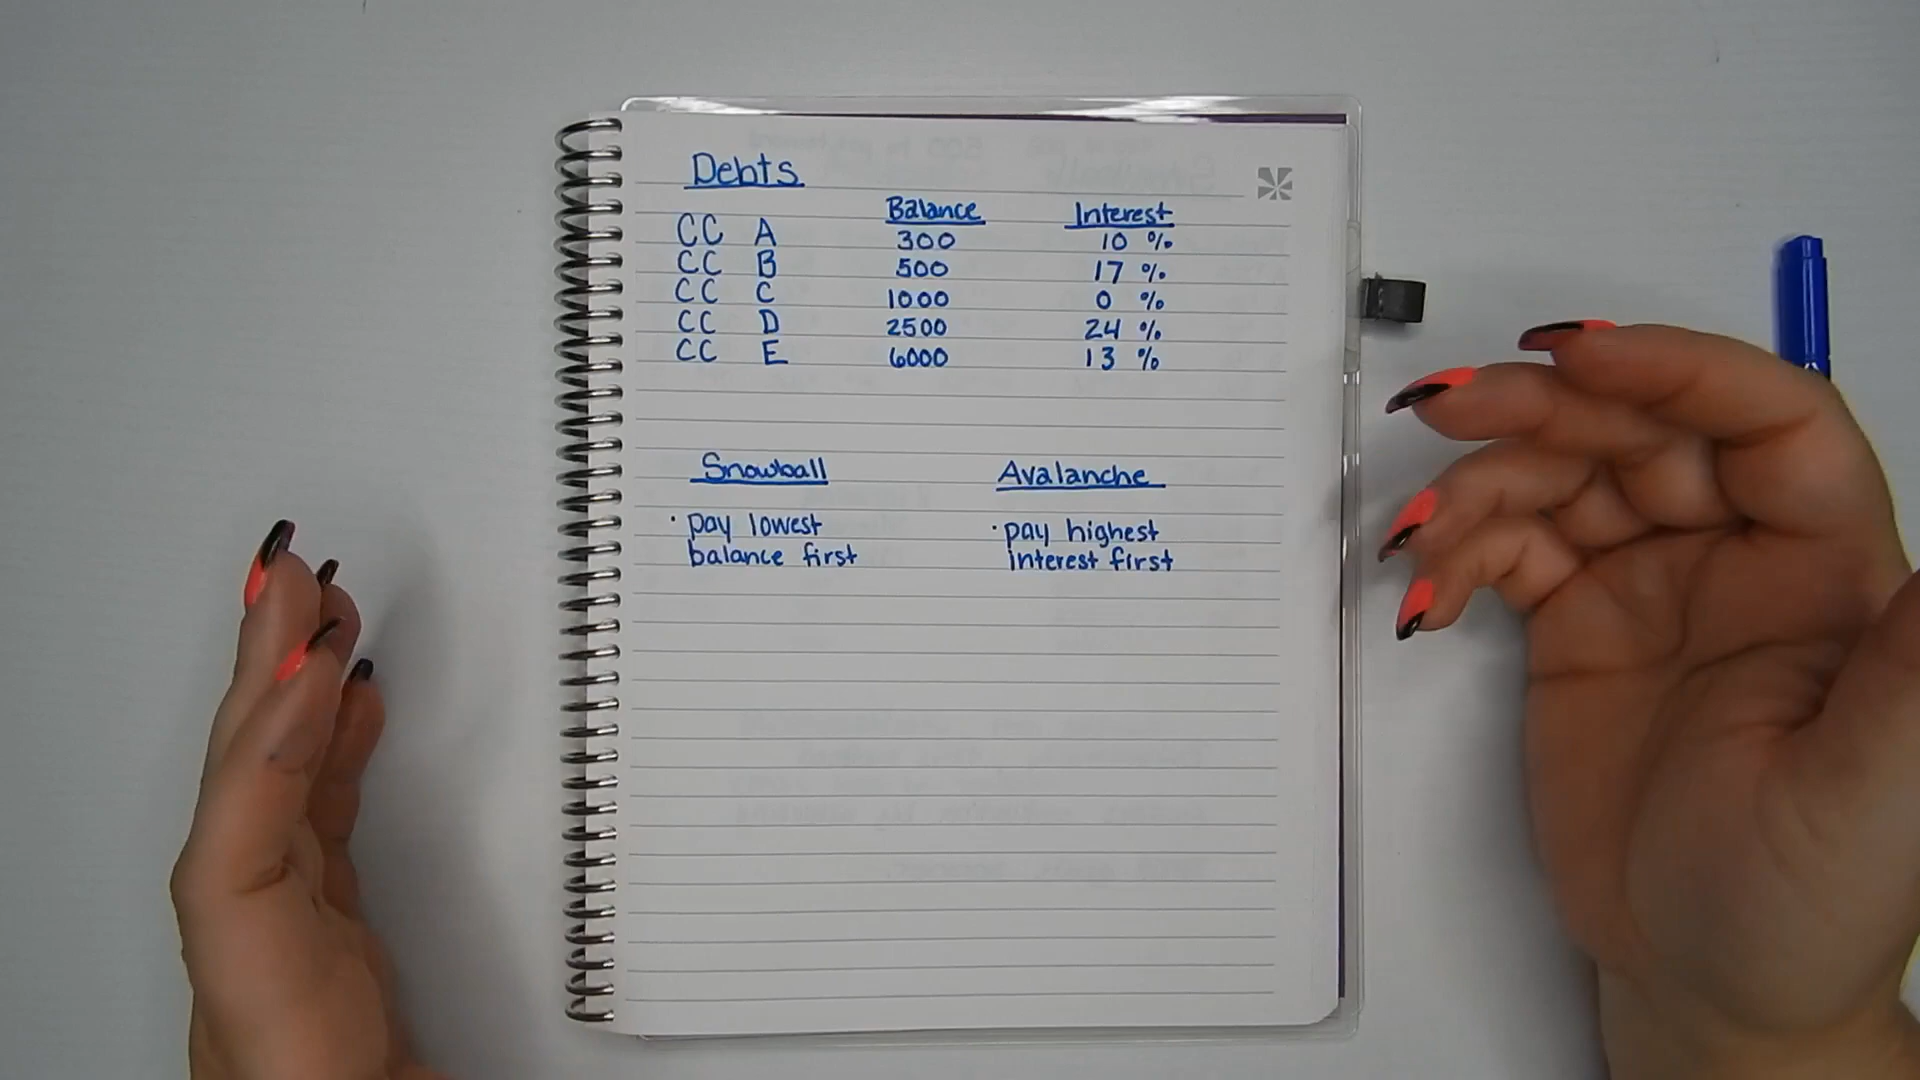 Debts
Balance Interest
CC A 300 10 %
CC B 500 17 %
CC C 1000 0 %
CC D 2500 24 %
CC E 6000 13 %
Snowball Avalanche
· pay lowest · pay highest
balance first interest first